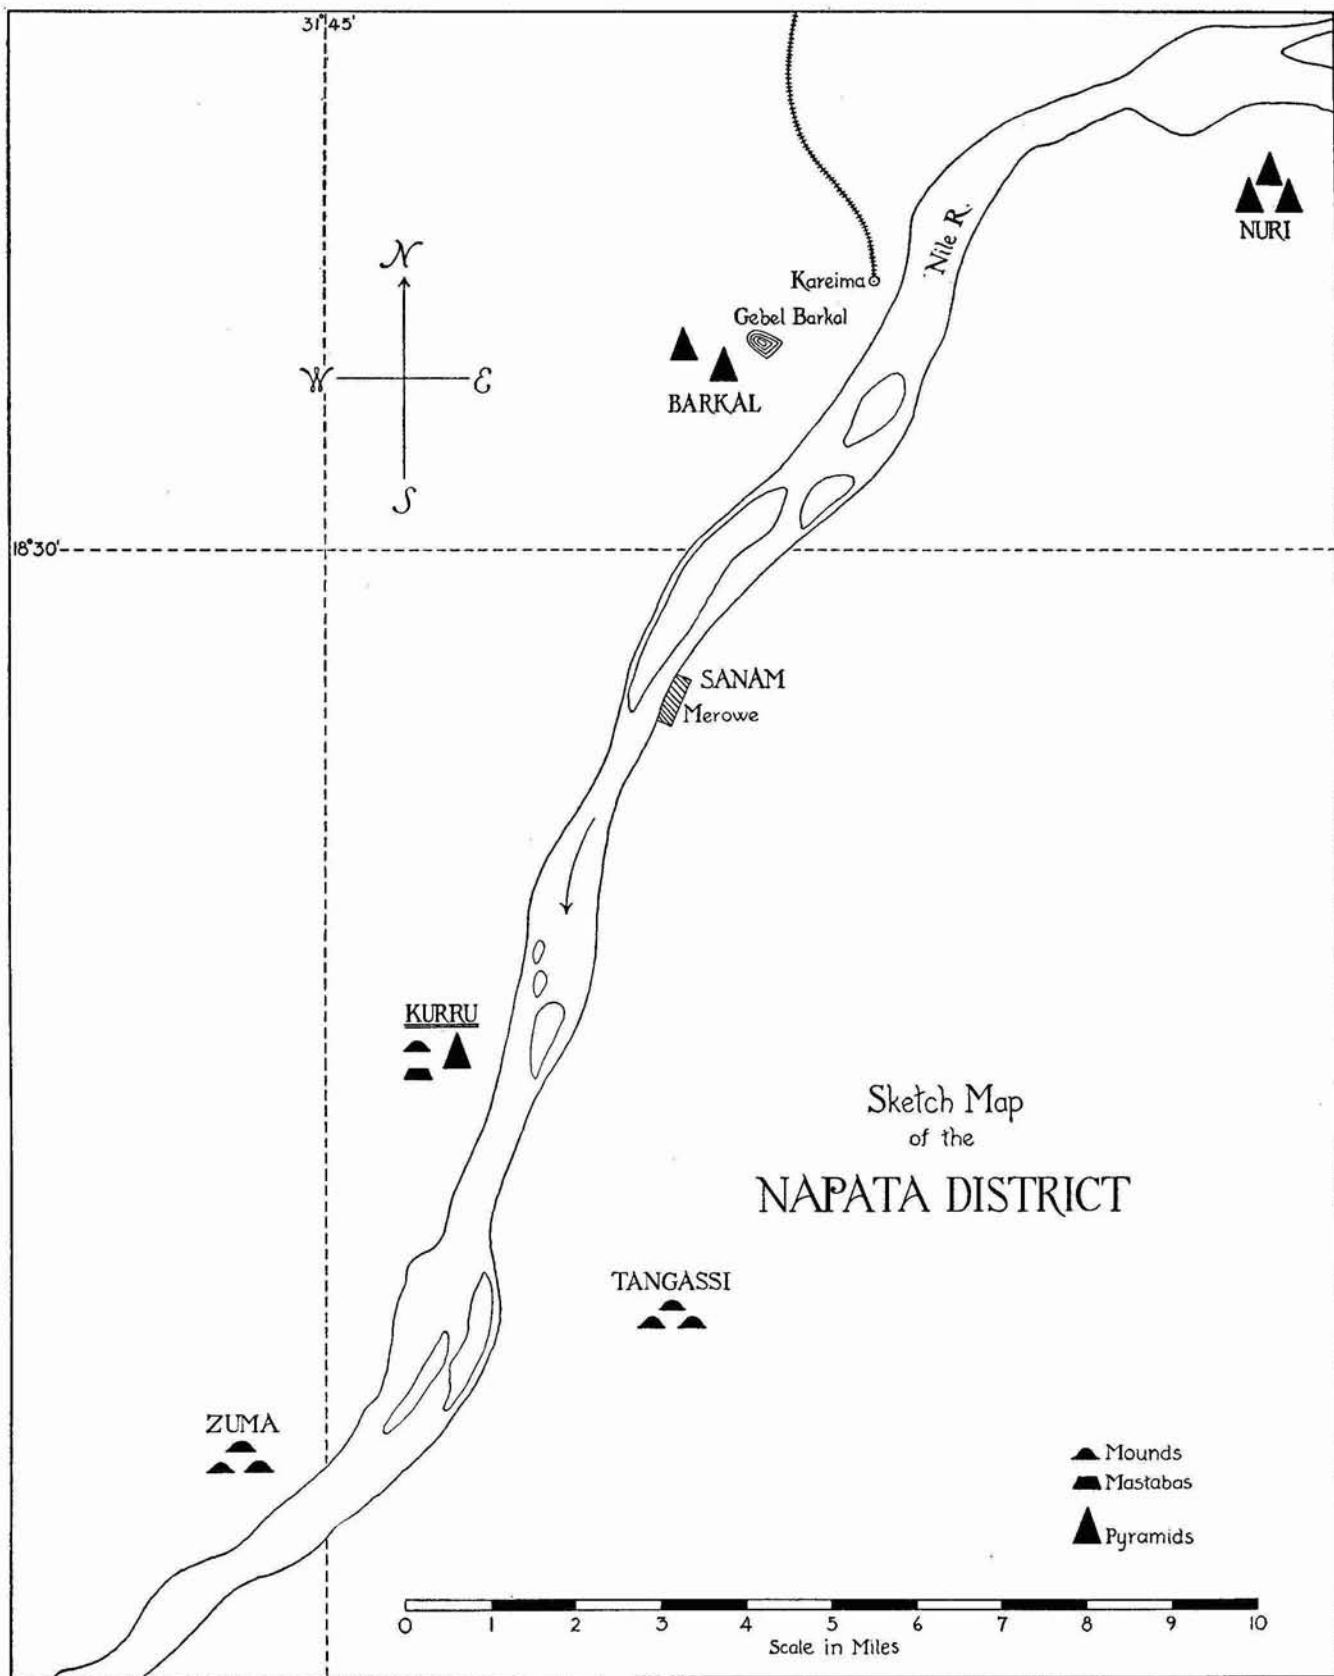 31°45'
NURI
Nile R.
N
Kareima
Gebel Barkal
W
E
BARKAL
S
18°30'
SANAM
Merowe
KURRU
Sketch Map
of the
NAPATA DISTRICT
TANGASSI
ZUMA
Mounds
Mastabas
Pyramids
0 1 2 3 4 5 6 7 8 9 10
Scale in Miles